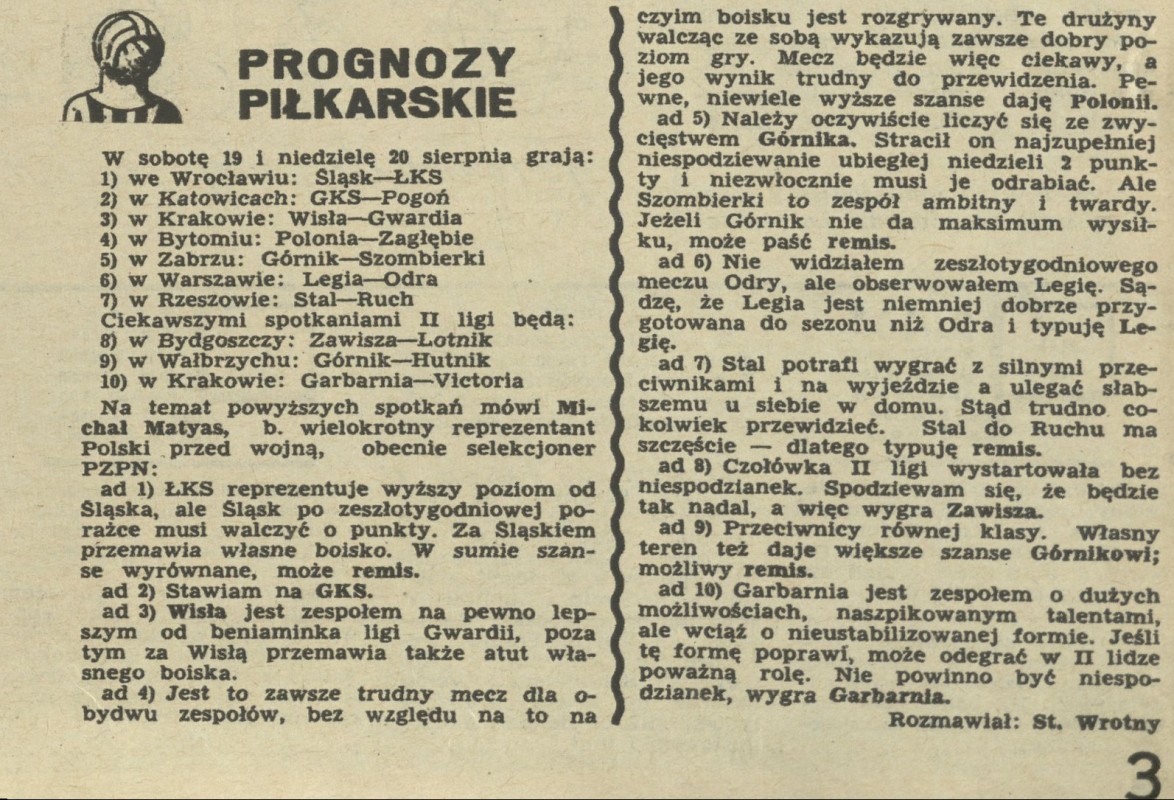 PROGNOZY
PIŁKARSKIE
W sobotę 19 i niedzielę 20 sierpnia grają:
1) we Wrocławiu: Śląsk—ŁKS
2) w Katowicach: GKS—Pogoń
3) w Krakowie: Wisła—Gwardia
4) w Bytomiu: Polonia—Zagłębie
5) w Zabrzu: Górnik—Szombierki
6) w Warszawie: Legia—Odra
7) w Rzeszowie: Stal—Ruch
Ciekawszymi spotkaniami II ligi będą:
8) w Bydgoszczy: Zawisza—Lotnik
9) w Wałbrzychu: Górnik—Hutnik
10) w Krakowie: Garbarnia—Victoria
Na temat powyższych spotkań mówi Mi-
chał Matyas, b. wielokrotny reprezentant
Polski przed wojną, obecnie selekcjoner
PZPN:
ad 1) ŁKS reprezentuje wyższy poziom od
Śląska, ale Śląsk po zeszłotygodniowej po-
rażce musi walczyć o punkty. Za Śląskiem
przemawia własne boisko. W sumie szan-
se wyrównane, może remis.
ad 2) Stawiam na GKS.
ad 3) Wisła jest zespołem na pewno lep-
szym od beniaminka ligi Gwardii, poza
tym za Wisłą przemawia także atut wła-
snego boiska.
ad 4) Jest to zawsze trudny mecz dla o-
bydwu zespołów, bez względu na to na
czyim boisku jest rozgrywany. Te drużyny
walcząc ze sobą wykazują zawsze dobry po-
ziom gry. Mecz będzie więc ciekawy, a
jego wynik trudny do przewidzenia. Pe-
wne, niewiele wyższe szanse daję Polonii.
ad 5) Należy oczywiście liczyć się ze zwy-
cięstwem Górnika. Stracił on najzupełniej
niespodziewanie ubiegłej niedzieli 2 punk-
ty i niezwłocznie musi je odrabiać. Ale
Szombierki to zespół ambitny i twardy.
Jeżeli Górnik nie da maksimum wysił-
ku, może paść remis.
ad 6) Nie widziałem zeszłotygodniowego
meczu Odry, ale obserwowałem Legię. Są-
dzę, że Legia jest niemniej dobrze przy-
gotowana do sezonu niż Odra i typuję Le-
gię.
ad 7) Stal potrafi wygrać z silnymi prze-
ciwnikami i na wyjeździe a ulegać słab-
szemu u siebie w domu. Stąd trudno co-
kolwiek przewidzieć. Stal do Ruchu ma
szczęście — dlatego typuję remis.
ad 8) Czołówka II ligi wystartowała bez
niespodzianek. Spodziewam się, że będzie
tak nadal, a więc wygra Zawisza.
ad 9) Przeciwnicy równej klasy. Własny
teren też daje większe szanse Górnikowi;
możliwy remis.
ad 10) Garbarnia jest zespołem o dużych
możliwościach, naszpikowanym talentami,
ale wciąż o nieustabilizowanej formie. Jeśli
tę formę poprawi, może odegrać w II lidze
poważną rolę. Nie powinno być niespo-
dzianek, wygra Garbarnia.
Rozmawiał: St. Wrotny
3